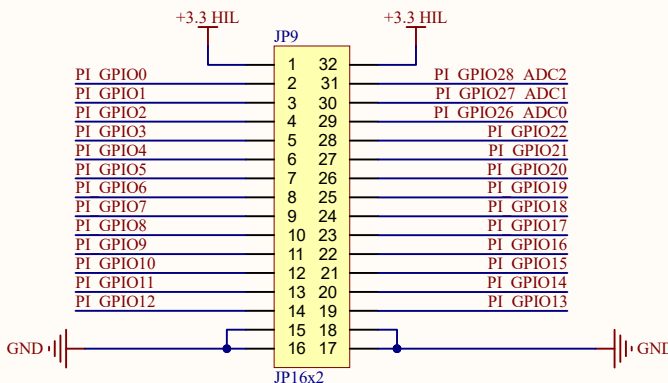 +3.3 HIL +3.3 HIL
JP9
1 32
PI_GPIO0 2 31 PI_GPIO28_ADC2
PI_GPIO1 3 30 PI_GPIO27_ADC1
PI_GPIO2 4 29 PI_GPIO26_ADC0
PI_GPIO3 5 28 PI_GPIO22
PI_GPIO4 6 27 PI_GPIO21
PI_GPIO5 7 26 PI_GPIO20
PI_GPIO6 8 25 PI_GPIO19
PI_GPIO7 9 24 PI_GPIO18
PI_GPIO8 10 23 PI_GPIO17
PI_GPIO9 11 22 PI_GPIO16
PI_GPIO10 12 21 PI_GPIO15
PI_GPIO11 13 20 PI_GPIO14
PI_GPIO12 14 19 PI_GPIO13
15 18
GND 16 17 GND
JP16x2